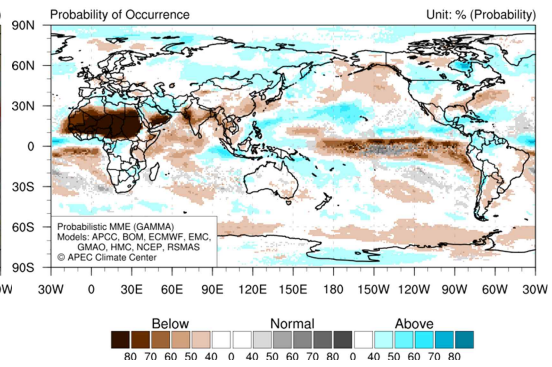 Probability of Occurrence
Unit: % (Probability)
90N
60N
30N
0
30S
60S
90S
Probabilistic MME (GAMMA)
Models: APCC, BOM, ECMWF, EMC,
GMAO, HMC, NCEP, RSMAS
© APEC Climate Center
0W 30W 0 30E 60E 90E 120E 150E 180 150W 120W 90W 60W 30W
Below Normal Above
80 70 60 50 40 0 40 50 60 70 80 0 40 50 60 70 80